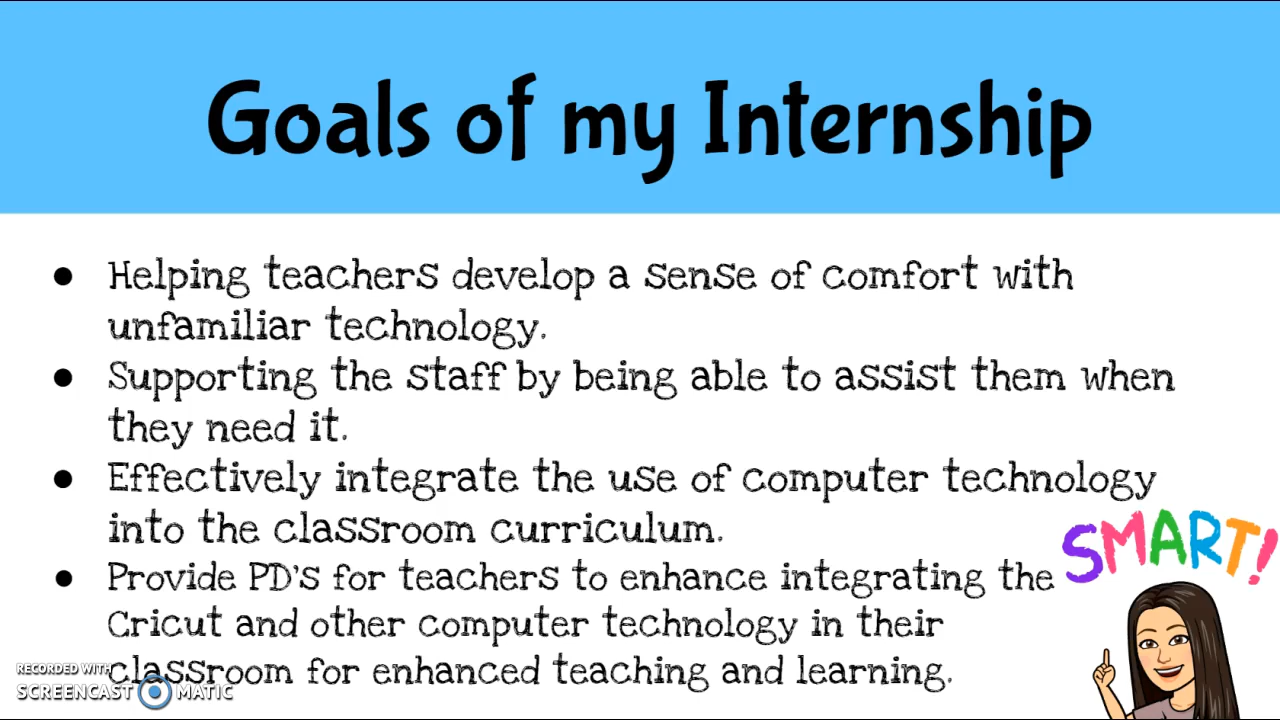 Goals of my Internship
● Helping teachers develop a sense of comfort with
unfamiliar technology.
● Supporting the staff by being able to assist them when
they need it.
● Effectively integrate the use of computer technology
into the classroom curriculum.
SMART!
● Provide PD's for teachers to enhance integrating the
Cricut and other computer technology in their
classroom for enhanced teaching and learning.
RECORDED WITH
SCREENCAST MATIC